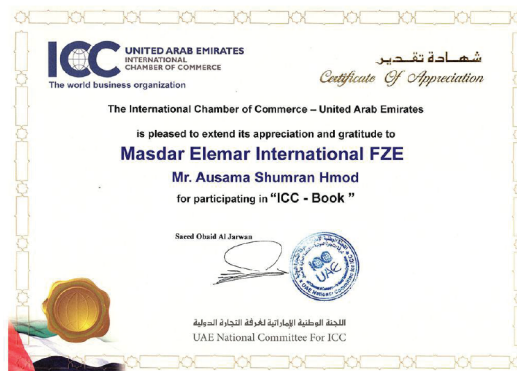 ICC
UNITED ARAB EMIRATES
INTERNATIONAL
CHAMBER OF COMMERCE
The world business organization
شهادة تقدير
Certificate Of Appreciation
The International Chamber of Commerce – United Arab Emirates
is pleased to extend its appreciation and gratitude to
Masdar Elemar International FZE
Mr. Ausama Shumran Hmod
for participating in “ICC - Book ”
Saeed Obaid Al Jarwan
ICC
UAE
اللجنة الوطنية الإماراتية لغرفة التجارة الدولية
UAE National Committee For ICC